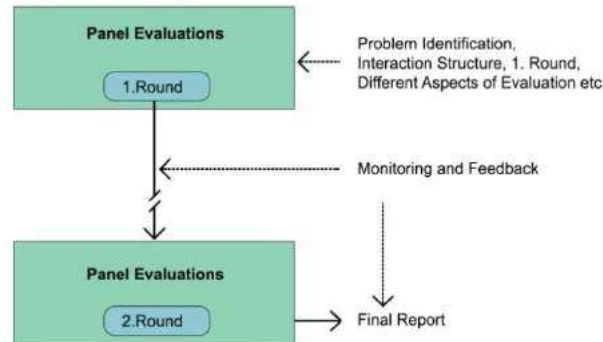 Panel Evaluations
1.Round
Problem Identification,
Interaction Structure, 1. Round,
Different Aspects of Evaluation etc
Monitoring and Feedback
Panel Evaluations
2.Round
Final Report